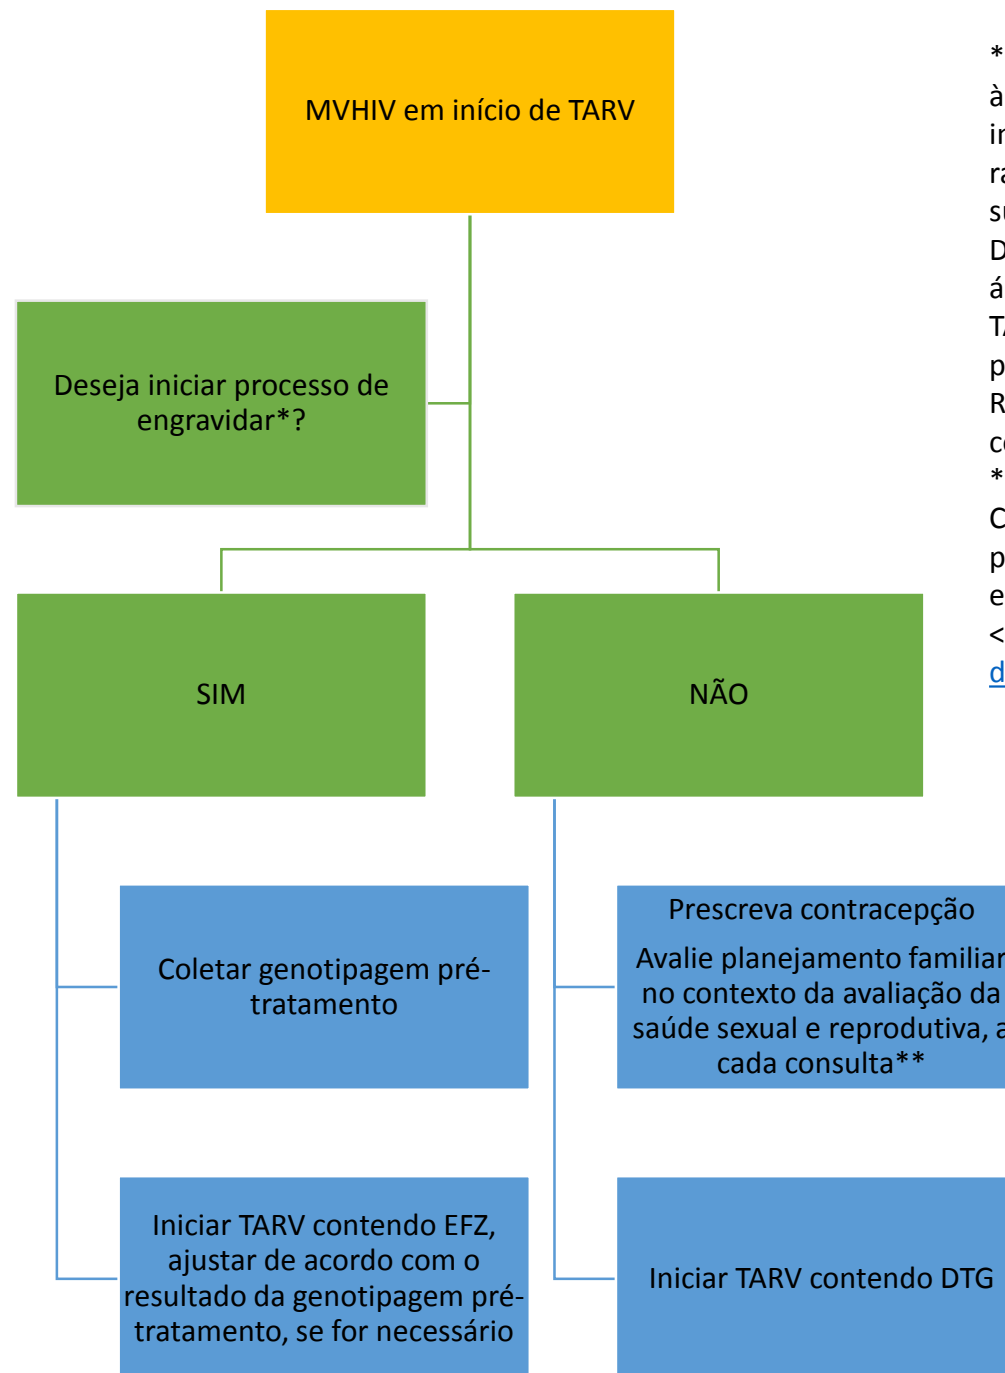 MVHIV em início de TARV
Deseja iniciar processo de
engravidar*?
SIM
NÃO
Coletar genotipagem pré-
tratamento
Prescreva contracepção
Avalie planejamento familiar
no contexto da avaliação da
saúde sexual e reprodutiva, a
cada consulta**
Iniciar TARV contendo EFZ,
ajustar de acordo com o
resultado da genotipagem pré-
tratamento, se for necessário
Iniciar TARV contendo DTG
*
à